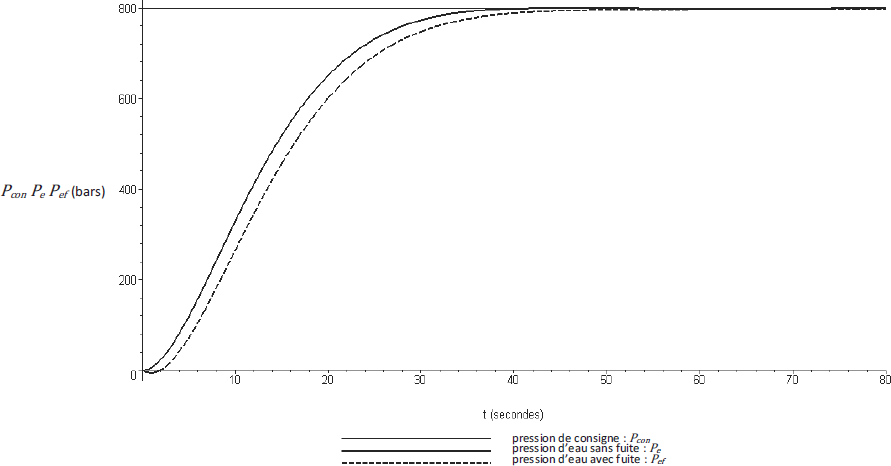 800
600
400
P_con P_e P_ef (bars)
200
0
10 20 30 40 50 60 70 80
t (secondes)
pression de consigne : P_con
pression d'eau sans fuite : P_e
pression d'eau avec fuite : P_ef